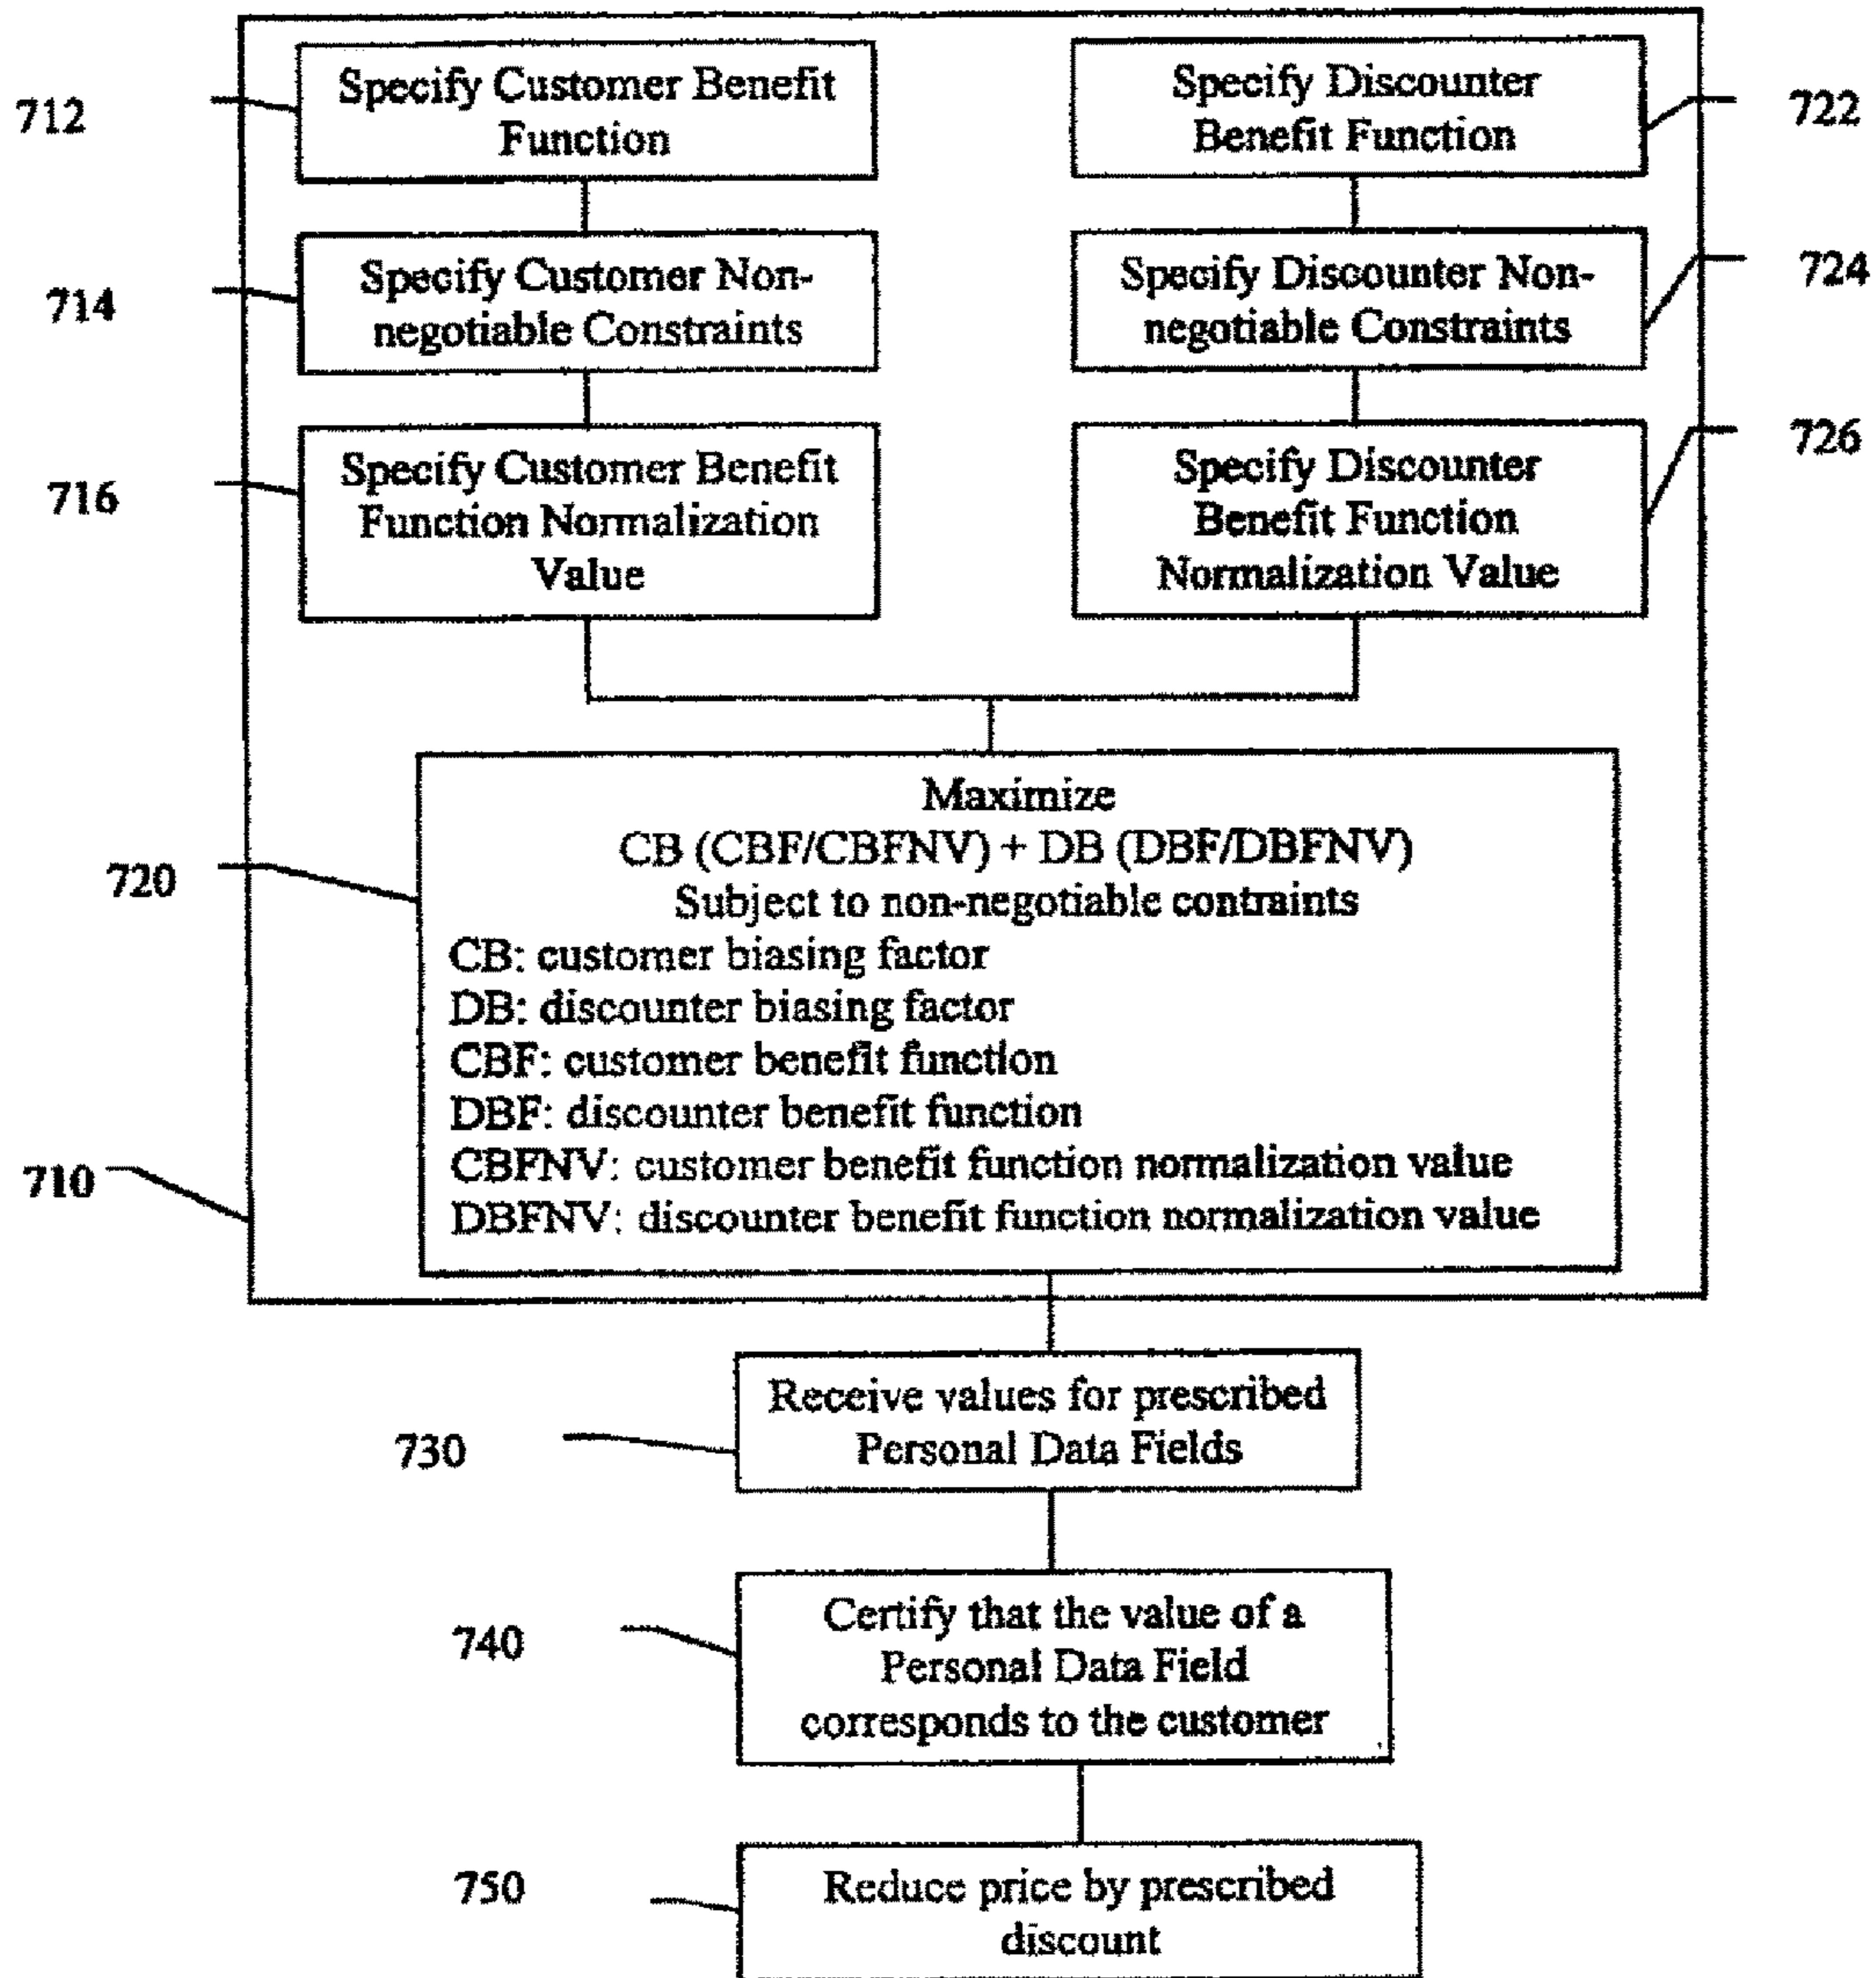 712
Specify Customer Benefit
Function
Specify Discounter
Benefit Function
722
714
Specify Customer Non-
negotiable Constraints
Specify Discounter Non-
negotiable Constraints
724
716
Specify Customer Benefit
Function Normalization
Value
Specify Discounter
Benefit Function
Normalization Value
726
720
Maximize
CB (CBF/CBFNV) + DB (DBF/DBFNV)
Subject to non-negotiable contraints
CB: customer biasing factor
DB: discounter biasing factor
CBF: customer benefit function
DBF: discounter benefit function
CBFNV: customer benefit function normalization value
DBFNV: discounter benefit function normalization value
710
730
Receive values for prescribed
Personal Data Fields
740
Certify that the value of a
Personal Data Field
corresponds to the customer
750
Reduce price by prescribed
discount